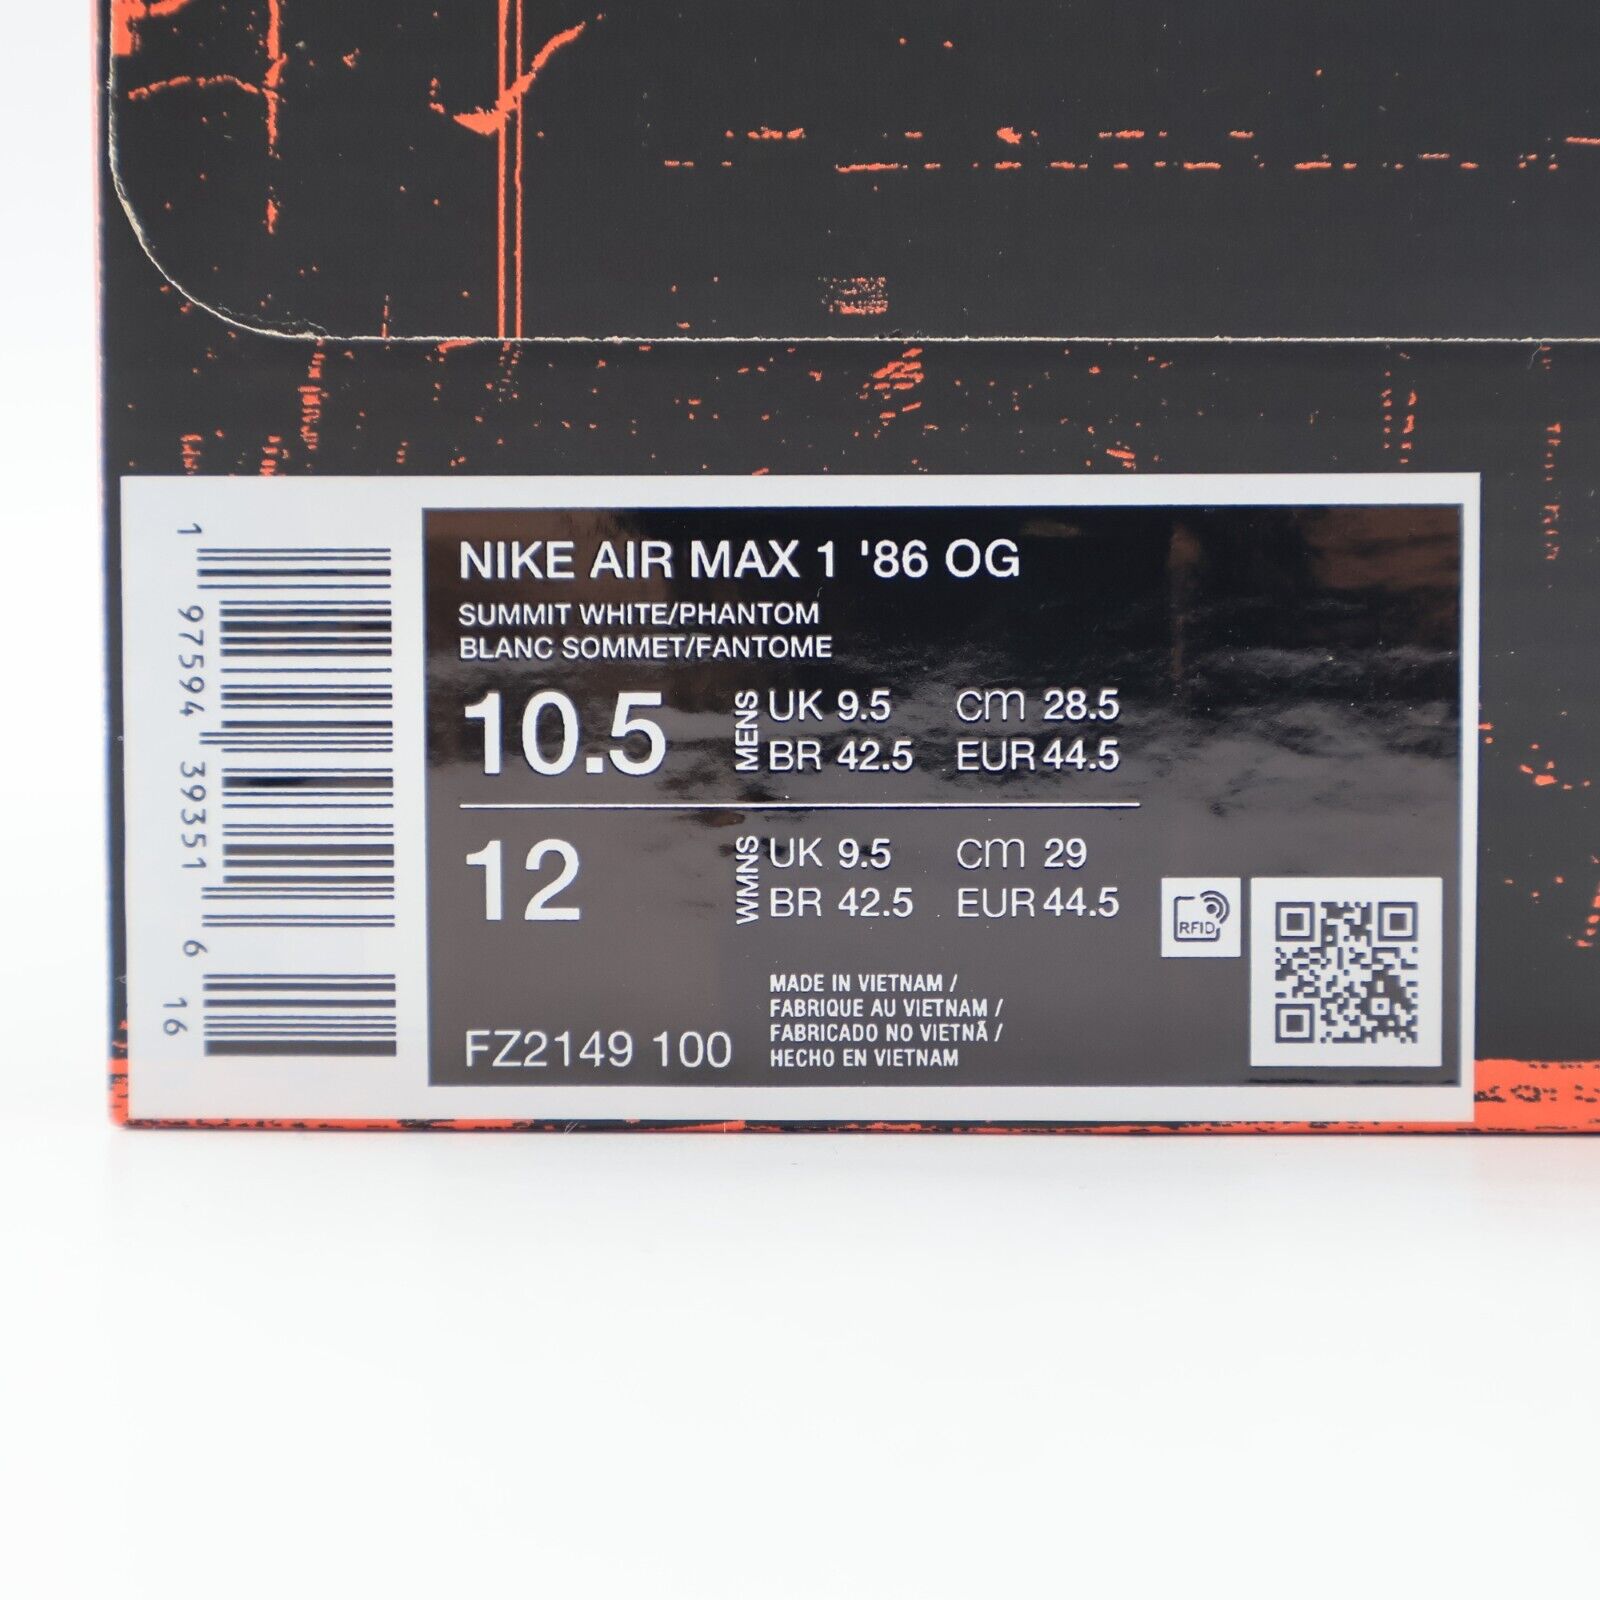 NIKE AIR MAX 1 '86 OG
SUMMIT WHITE/PHANTOM
BLANC SOMMET/FANTOME
10.5 MENS UK 9.5 CM 28.5
BR 42.5 EUR 44.5
12 WMNS UK 9.5 CM 29
BR 42.5 EUR 44.5
RFID
MADE IN VIETNAM /
FABRIQUE AU VIETNAM /
FABRICADO NO VIETNÃ /
HECHO EN VIETNAM
FZ2149 100
1 97594 39351 6 16